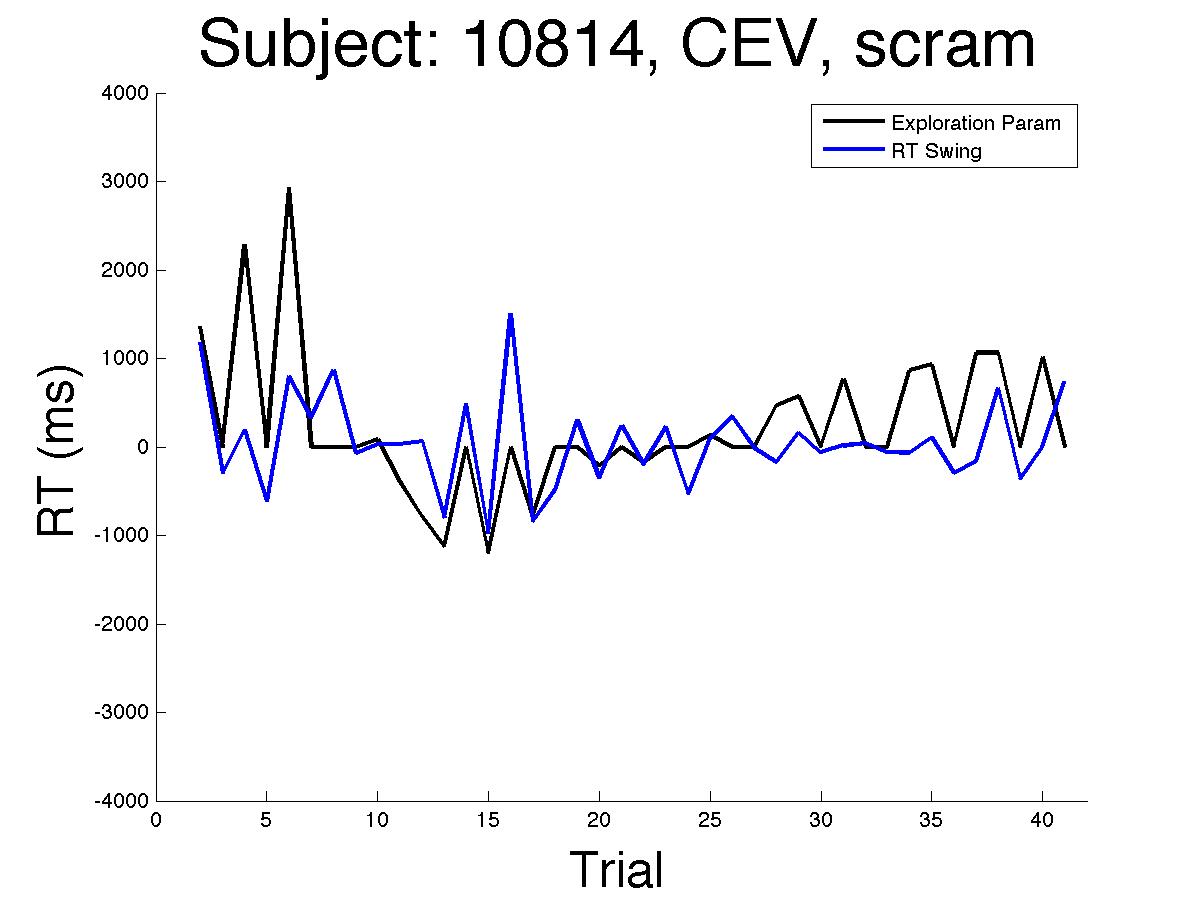 Subject: 10814, CEV, scram
4000
3000
2000
1000
0
-1000
-2000
-3000
-4000
RT (ms)
Exploration Param
RT Swing
0 5 10 15 20 25 30 35 40
Trial